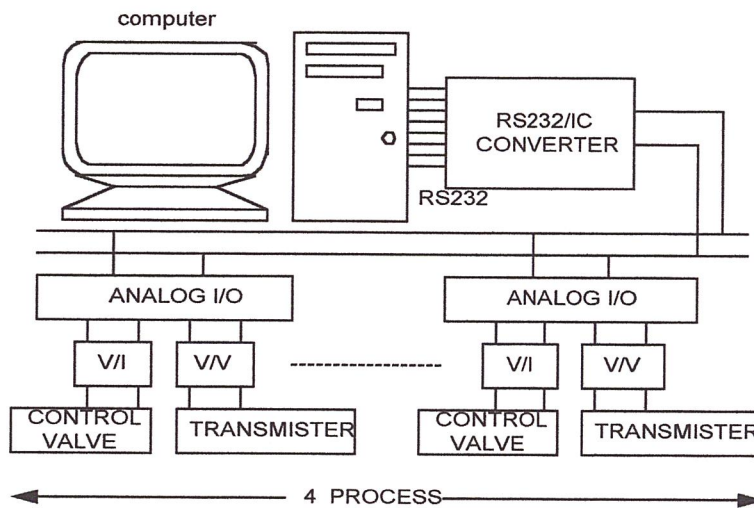 computer
RS232/IC
CONVERTER
RS232
ANALOG I/O
ANALOG I/O
V/I
V/V
V/I
V/V
CONTROL
VALVE
TRANSMISTER
CONTROL
VALVE
TRANSMISTER
4 PROCESS